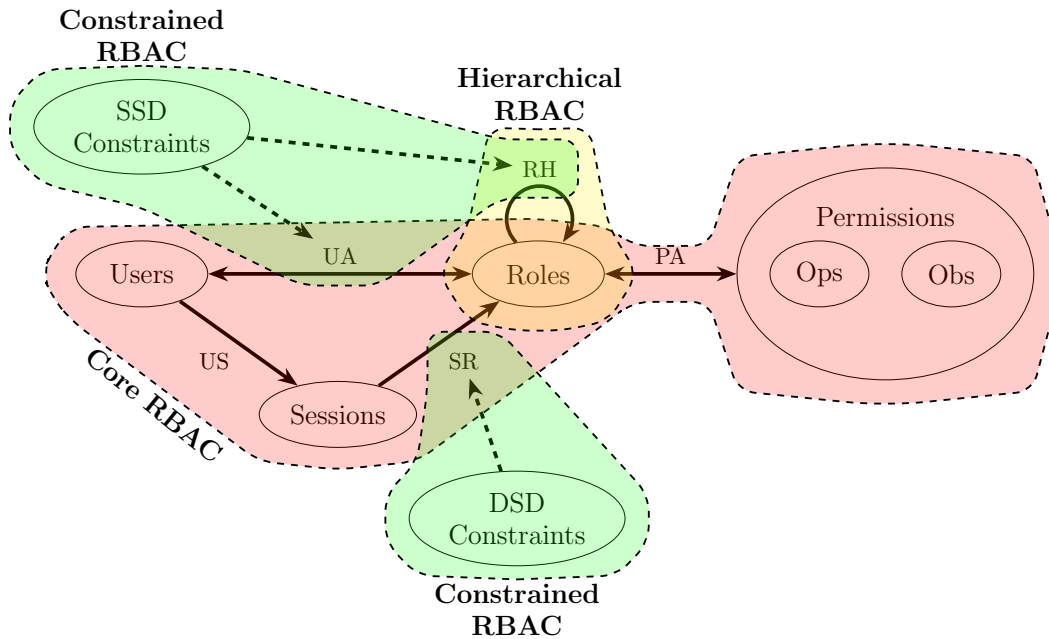 Constrained
RBAC
SSD
Constraints
Hierarchical
RBAC
RH
Permissions
Users
UA
Roles
PA
Ops
Obs
US
SR
Core RBAC
Sessions
DSD
Constraints
Constrained
RBAC